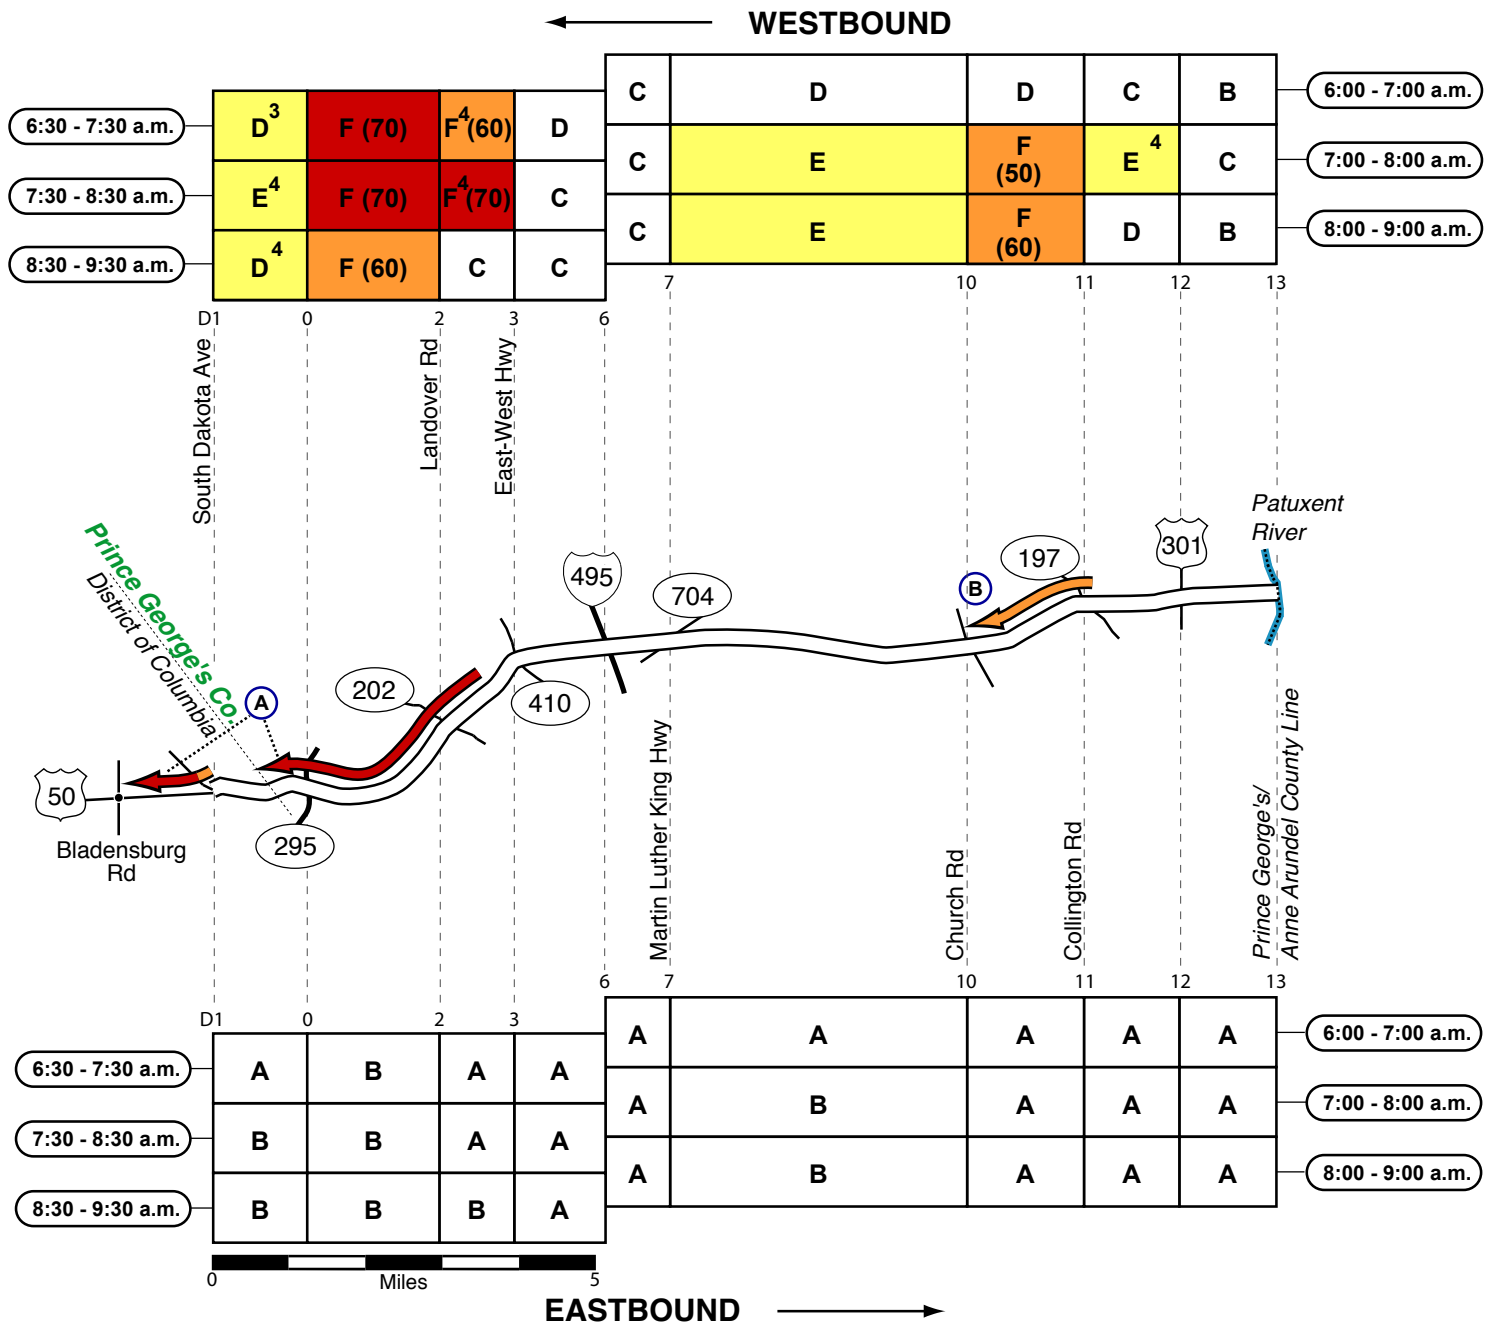 WESTBOUND
C D D C B 6:00 - 7:00 a.m.
6:30 - 7:30 a.m. D3 F (70) F4(60) D
C E F (50) E4 C 7:00 - 8:00 a.m.
7:30 - 8:30 a.m. E4 F (70) F4(70) C
C E F (60) D B 8:00 - 9:00 a.m.
8:30 - 9:30 a.m. D4 F (60) C C
7 10 11 12 13
D1 0 2 3 6
South Dakota Ave
Landover Rd
East-West Hwy
Patuxent
River
Prince George's Co.
District of Columbia
495
704
B
197
301
202
410
A
50
295
Bladensburg
Rd
Martin Luther King Hwy
Church Rd
Collington Rd
Prince George's/
Anne Arundel County Line
6 7 10 11 12 13
D1 0 2 3
A A A A A 6:00 - 7:00 a.m.
6:30 - 7:30 a.m. A B A A
A B A A A 7:00 - 8:00 a.m.
7:30 - 8:30 a.m. B B A A
A B A A A 8:00 - 9:00 a.m.
8:30 - 9:30 a.m. B B B A
0 Miles 5
EASTBOUND